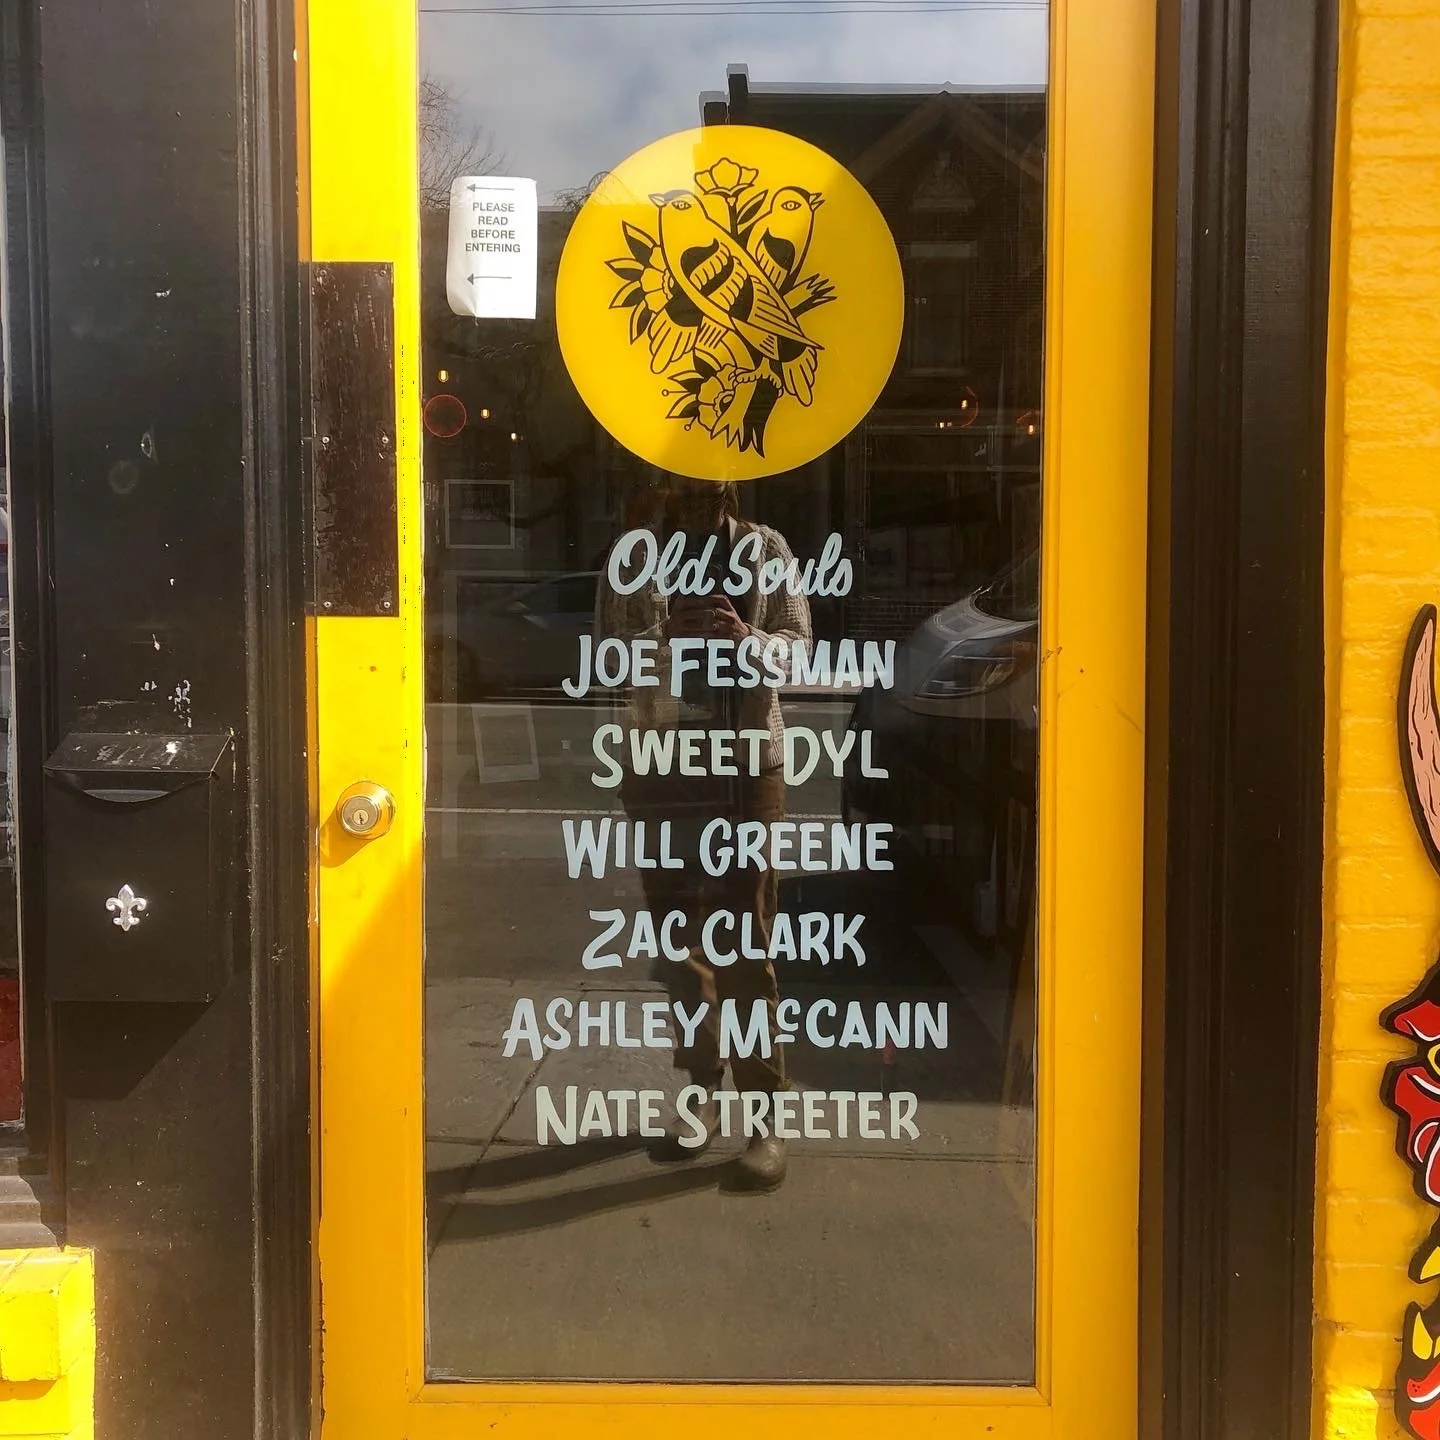 PLEASE
READ
BEFORE
ENTERING
Old Souls
JOE FESSMAN
SWEET DYL
WILL GREENE
ZAC CLARK
ASHLEY McCANN
NATE STREETER